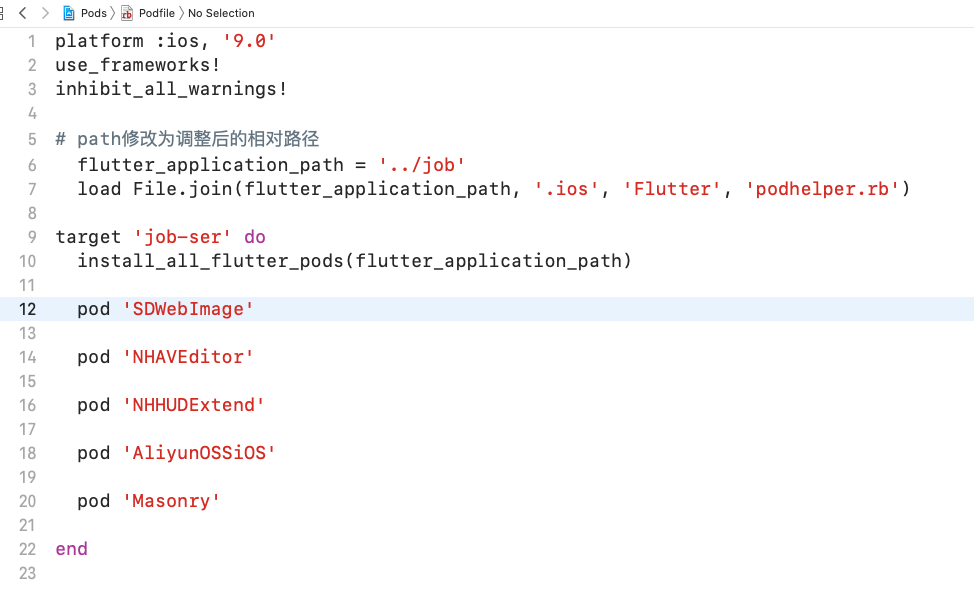 Pods Podfile No Selection
1 platform :ios, '9.0'
2 use_frameworks!
3 inhibit_all_warnings!
4
5 # path修改为调整后的相对路径
6 flutter_application_path = '../job'
7 load File.join(flutter_application_path, '.ios', 'Flutter', 'podhelper.rb')
8
9 target 'job-ser' do
10 install_all_flutter_pods(flutter_application_path)
11
12 pod 'SDWebImage'
13
14 pod 'NHAVEditor'
15
16 pod 'NHHUDExtend'
17
18 pod 'AliyunOSSiOS'
19
20 pod 'Masonry'
21
22 end
23